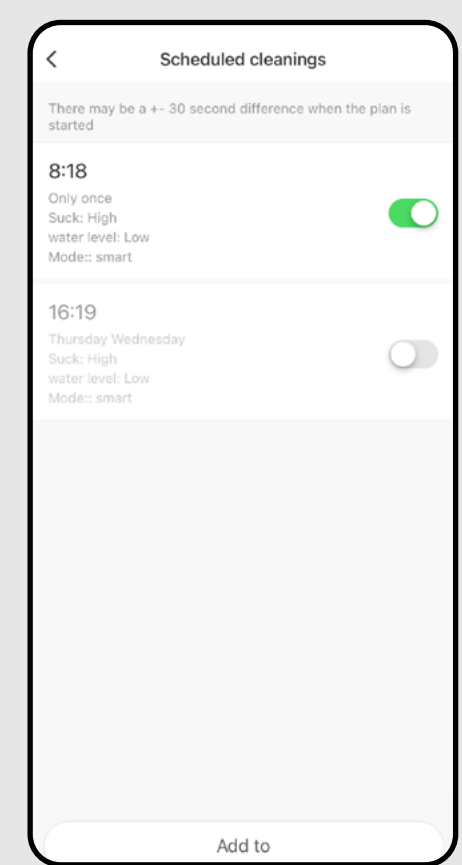 Scheduled cleanings
There may be a +- 30 second difference when the plan is
started
8:18
Only once
Suck: High
water level: Low
Mode:: smart
16:19
Thursday Wednesday
Suck: High
water level: Low
Mode:: smart
Add to